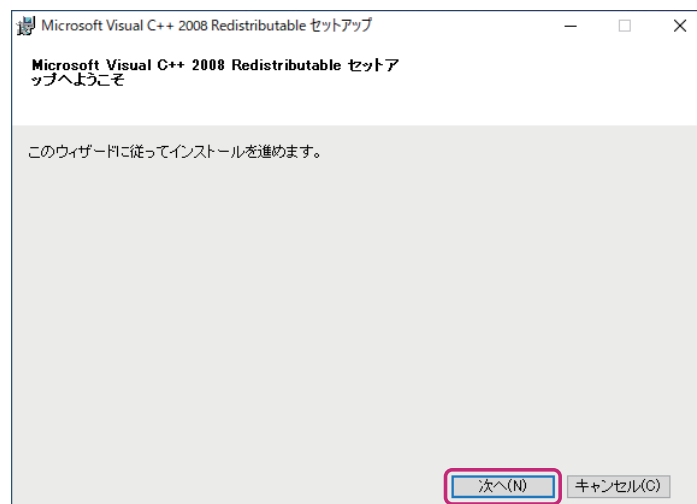 Microsoft Visual C++ 2008 Redistributable セットアップ
Microsoft Visual C++ 2008 Redistributable セットア
ップへようこそ
このウィザードに従ってインストールを進めます。
次へ(N)
キャンセル(C)